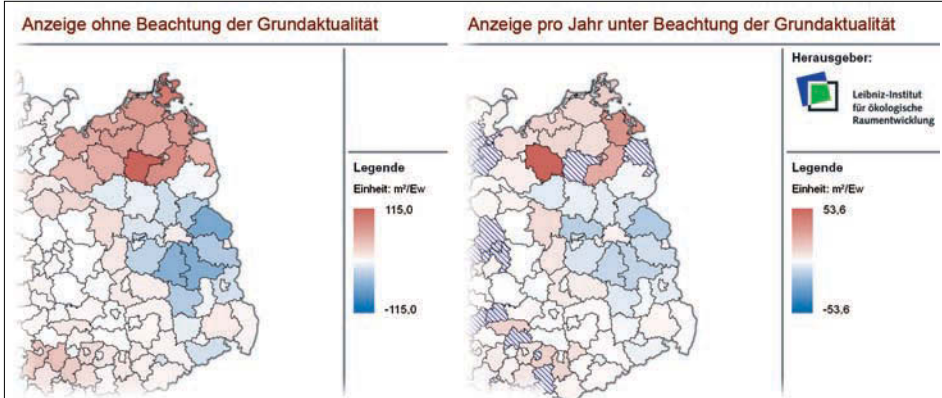 Anzeige ohne Beachtung der Grundaktualität
Legende
Einheit: m²/Ew
115,0
-115,0
Anzeige pro Jahr unter Beachtung der Grundaktualität
Herausgeber:
Leibniz-Institut
für ökologische
Raumentwicklung
Legende
Einheit: m²/Ew
53,6
-53,6